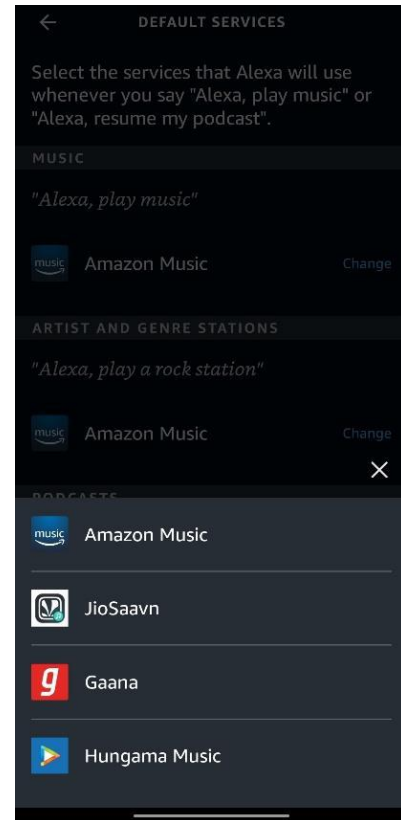 DEFAULT SERVICES
Select the services that Alexa will use
whenever you say "Alexa, play music" or
"Alexa, resume my podcast".
MUSIC
"Alexa, play music"
music
Amazon Music
Change
ARTIST AND GENRE STATIONS
"Alexa, play a rock station"
music
Amazon Music
Change
PODCASTS
music
Amazon Music
JioSaavn
g
Gaana
Hungama Music